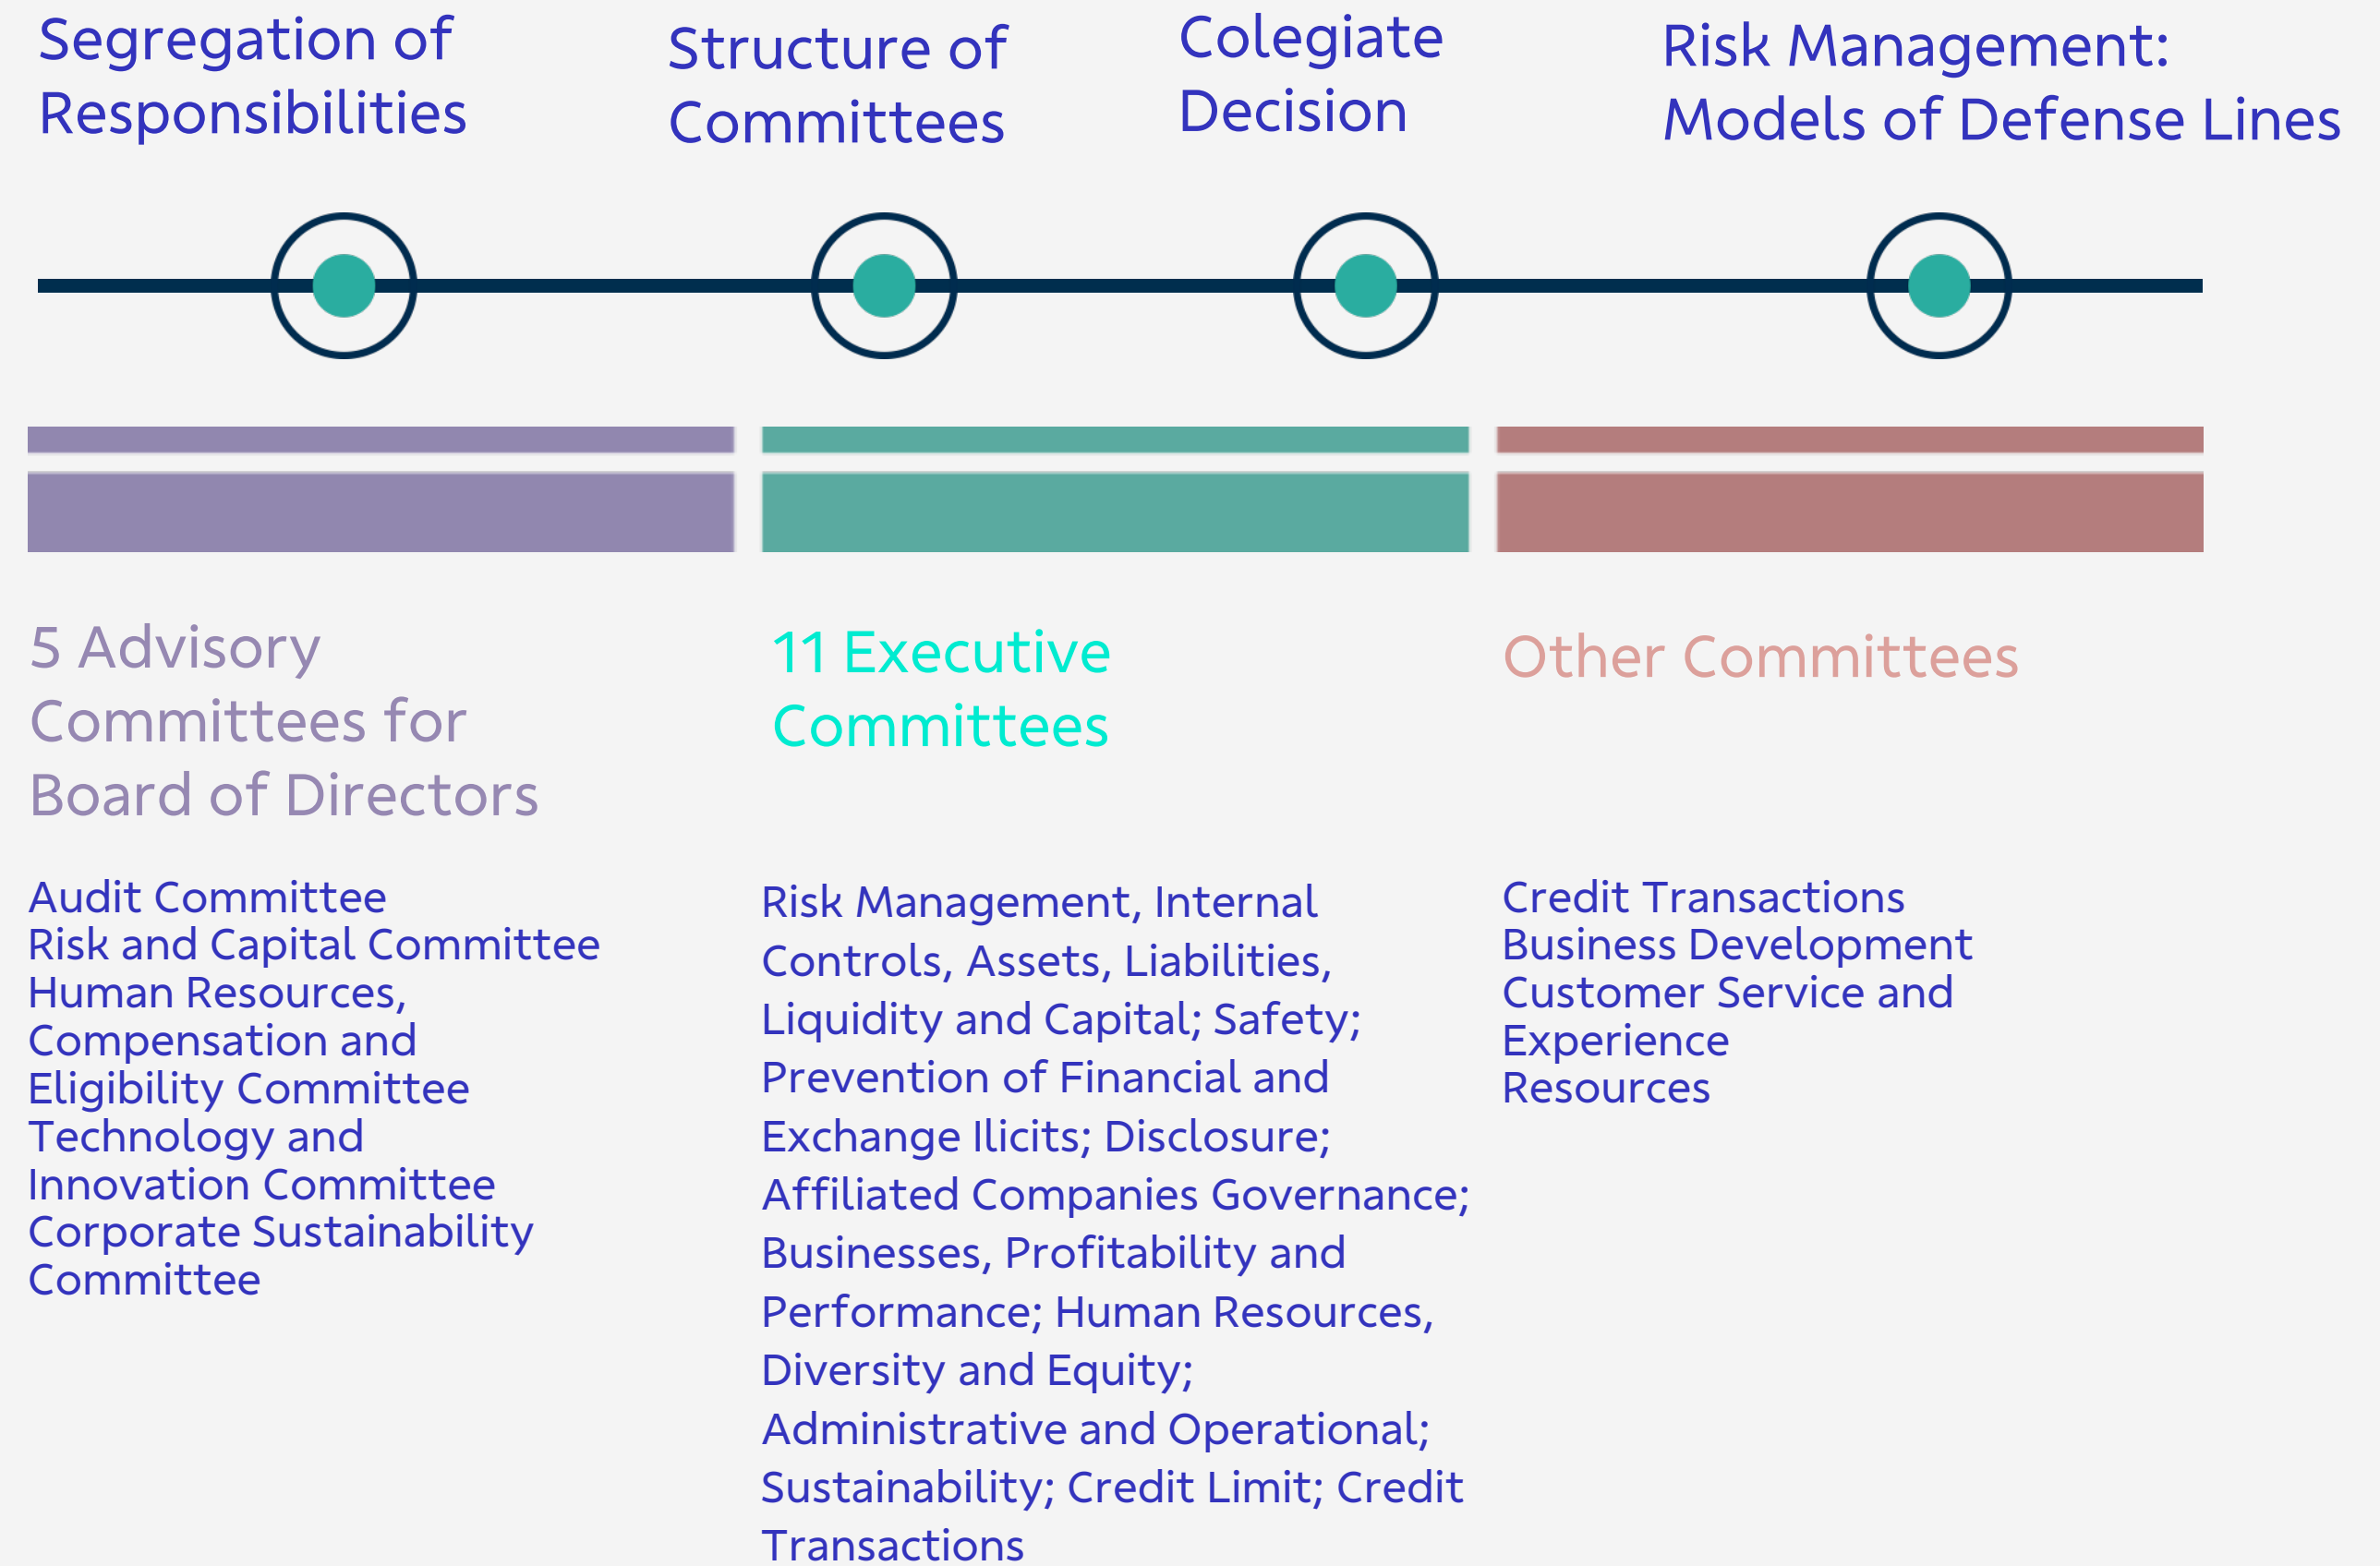 Segregation of
Responsibilities
Structure of
Committees
Colegiate
Decision
Risk Management:
Models of Defense Lines
5 Advisory
Committees for
Board of Directors
Audit Committee
Risk and Capital Committee
Human Resources,
Compensation and
Eligibility Committee
Technology and
Innovation Committee
Corporate Sustainability
Committee
11 Executive
Committees
Risk Management, Internal
Controls, Assets, Liabilities,
Liquidity and Capital; Safety;
Prevention of Financial and
Exchange Ilicits; Disclosure;
Affiliated Companies Governance;
Businesses, Profitability and
Performance; Human Resources,
Diversity and Equity;
Administrative and Operational;
Sustainability; Credit Limit; Credit
Transactions
Other Committees
Credit Transactions
Business Development
Customer Service and
Experience
Resources